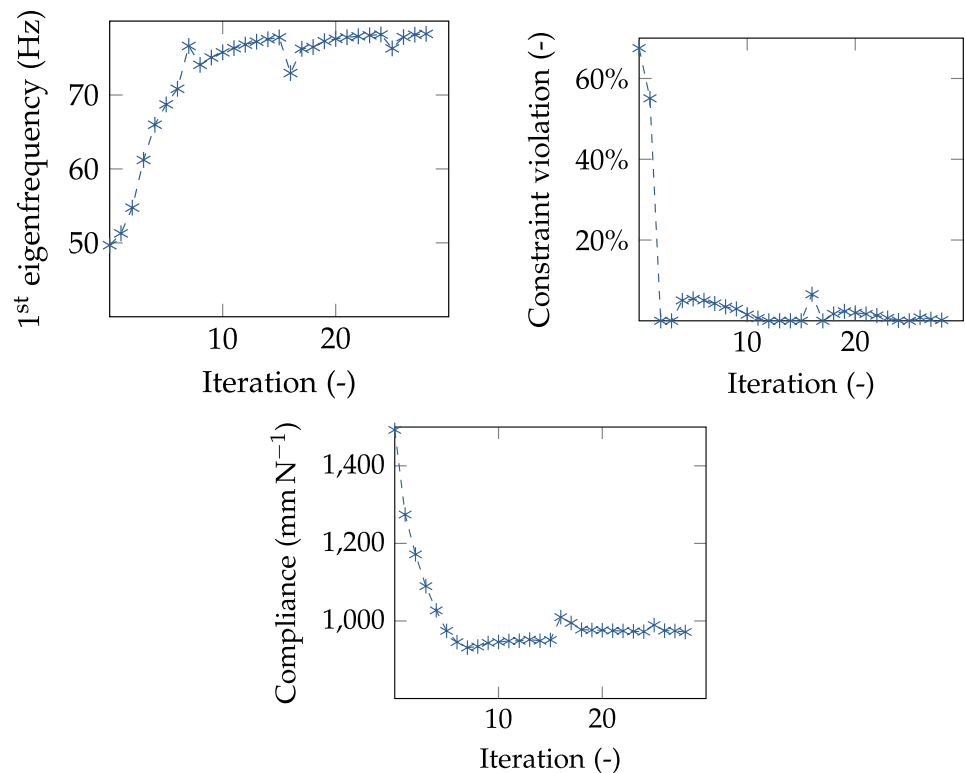 1st eigenfrequency (Hz)
70
60
50
10 20
Iteration (-)
Constraint violation (-)
60%
40%
20%
10 20
Iteration (-)
Compliance (mm N−1)
1,400
1,200
1,000
10 20
Iteration (-)